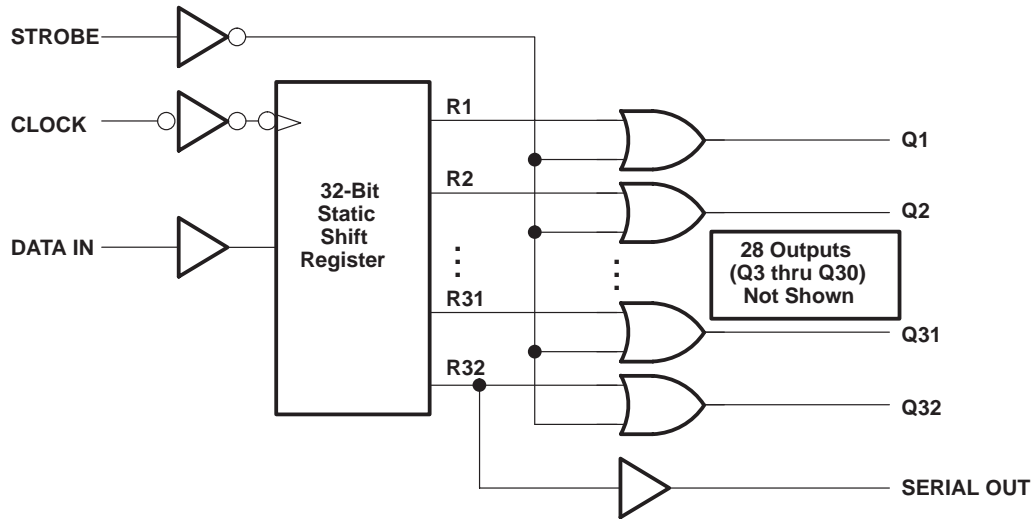 STROBE
CLOCK
DATA IN
32-Bit
Static
Shift
Register
R1
R2
R31
R32
Q1
Q2
28 Outputs
(Q3 thru Q30)
Not Shown
Q31
Q32
SERIAL OUT